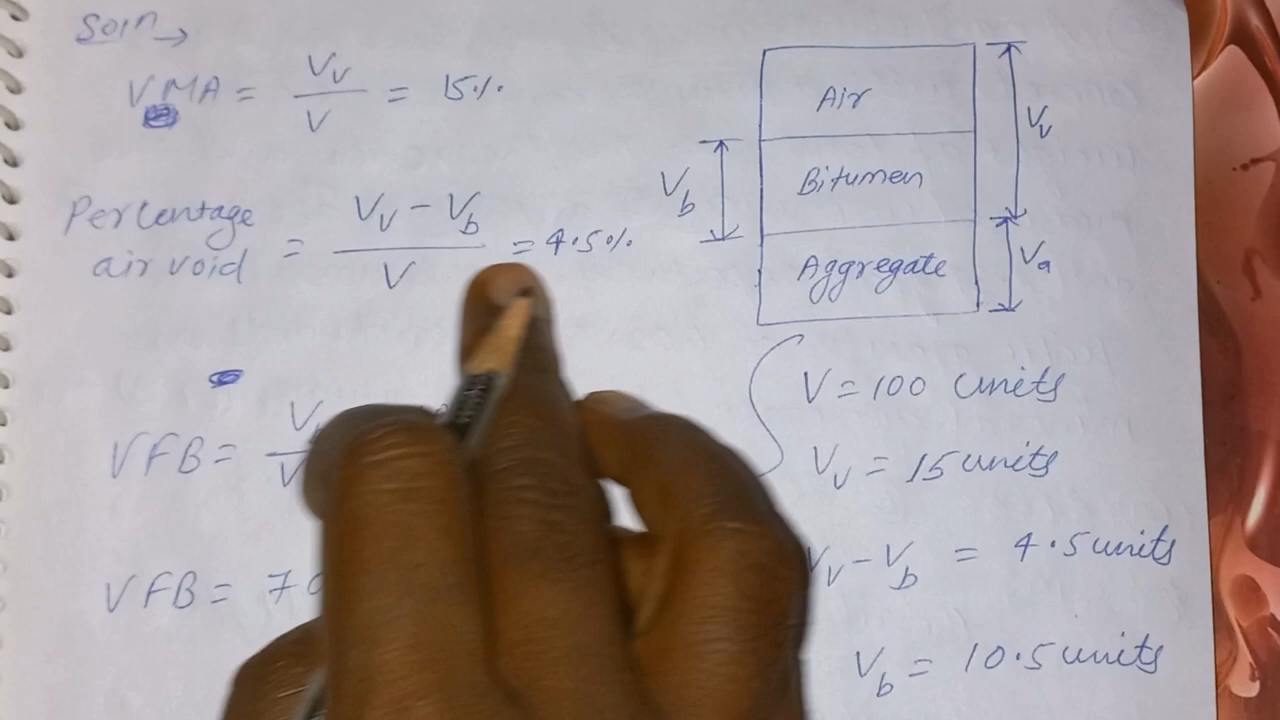 Soln →
VMA = Vv / V = 15%
Percentage air void = Vv - Vb / V = 4.5%
VFB = V
VFB = 70
Air
Bitumen
Aggregate
Vv
Vb
Va
V = 100 units
Vv = 15 units
Vv - Vb = 4.5 units
Vb = 10.5 units